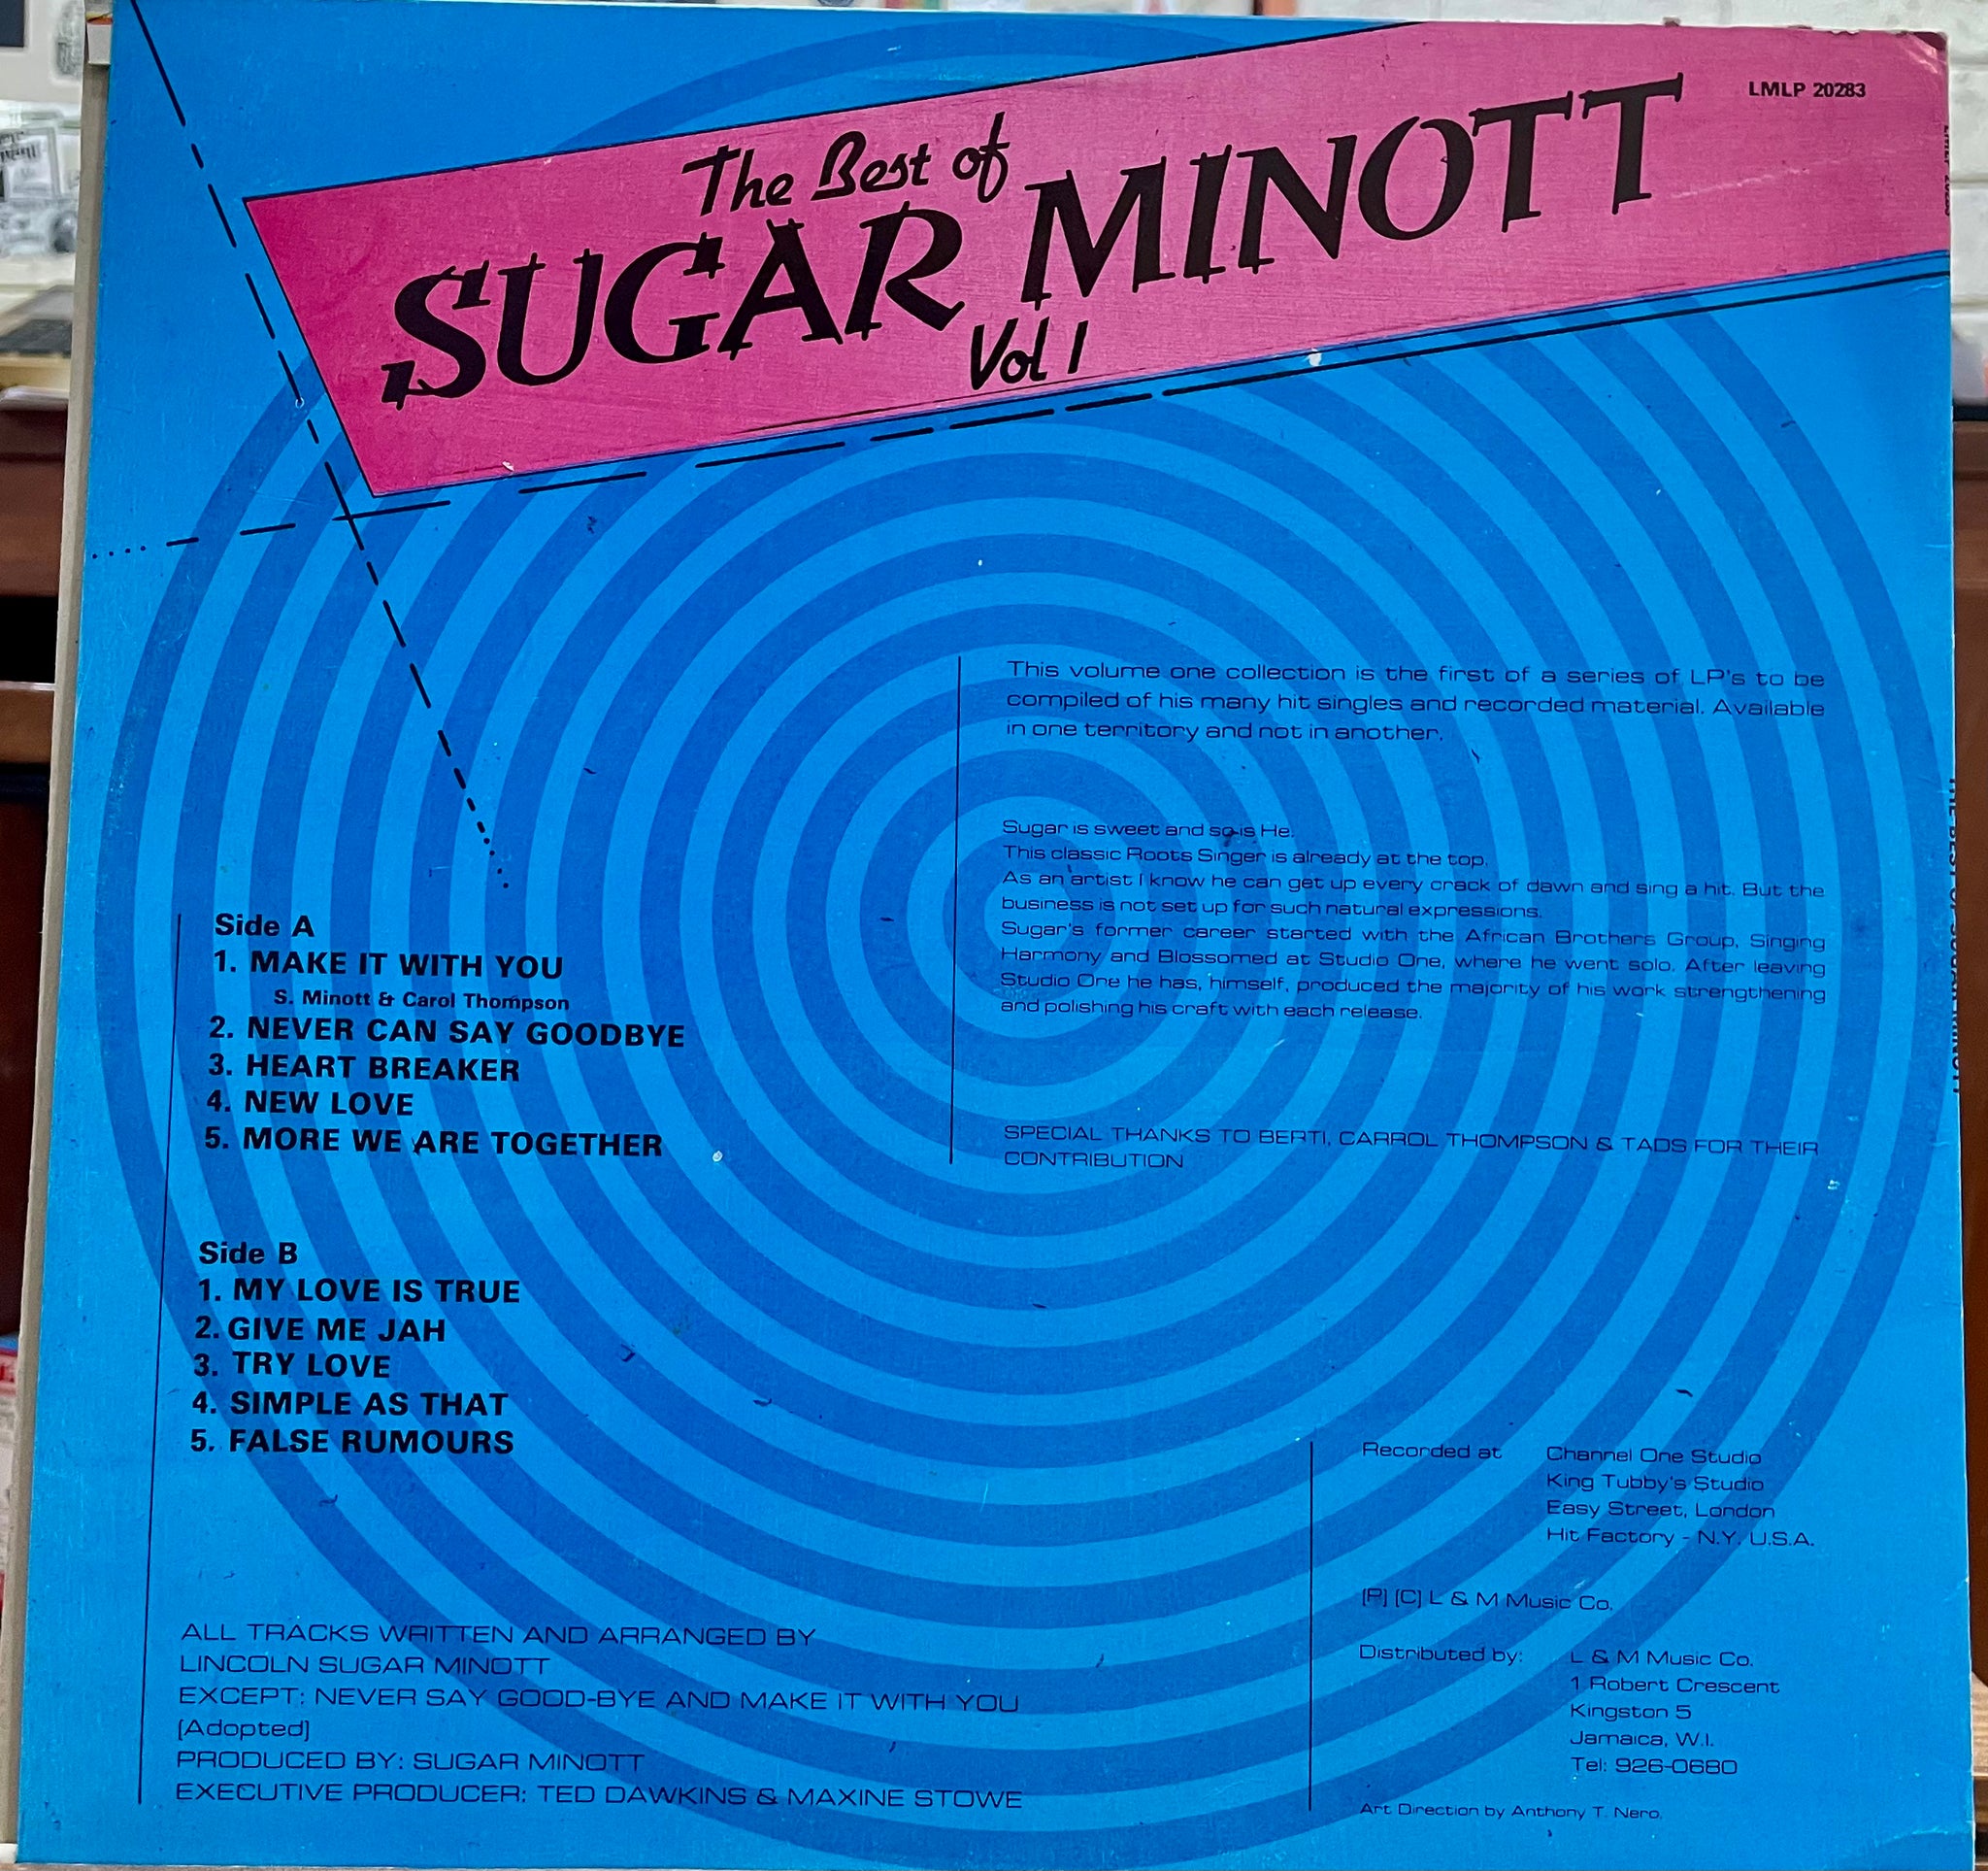 LMLP 20283
The Best of
SUGAR MINOTT
Vol 1
This volume one collection is the first of a series of LP's to be
compiled of his many hit singles and recorded material. Available
in one territory and not in another.
Sugar is sweet and so is He.
This classic Roots Singer is already at the top.
As an artist I know he can get up every crack of dawn and sing a hit. But the
business is not set up for such natural expressions.
Sugar's former career started with the African Brothers Group, Singing
Harmony and Blossomed at Studio One, where he went solo. After leaving
Studio One he has, himself, produced the majority of his work strengthening
and polishing his craft with each release.
SPECIAL THANKS TO BERTI, CARROL THOMPSON & TADS FOR THEIR
CONTRIBUTION
Side A
1. MAKE IT WITH YOU
S. Minott & Carol Thompson
2. NEVER CAN SAY GOODBYE
3. HEART BREAKER
4. NEW LOVE
5. MORE WE ARE TOGETHER
Side B
1. MY LOVE IS TRUE
2. GIVE ME JAH
3. TRY LOVE
4. SIMPLE AS THAT
5. FALSE RUMOURS
ALL TRACKS WRITTEN AND ARRANGED BY
LINCOLN SUGAR MINOTT
EXCEPT: NEVER SAY GOOD-BYE AND MAKE IT WITH YOU
(Adopted)
PRODUCED BY: SUGAR MINOTT
EXECUTIVE PRODUCER: TED DAWKINS & MAXINE STOWE
Recorded at Channel One Studio
King Tubby's Studio
Easy Street, London
Hit Factory - N.Y. U.S.A.
(P) (C) L & M Music Co.
Distributed by: L & M Music Co.
1 Robert Crescent
Kingston 5
Jamaica, W.I.
Tel: 926-0680
Art Direction by Anthony T. Nero.
THE BEST OF SUGAR MINOTT